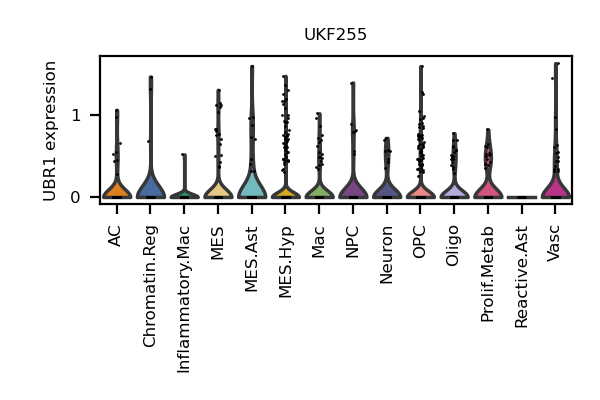 UKF255
UBR1 expression
1
0
AC
Chromatin.Reg
Inflammatory.Mac
MES
MES.Ast
MES.Hyp
Mac
NPC
Neuron
OPC
Oligo
Prolif.Metab
Reactive.Ast
Vasc